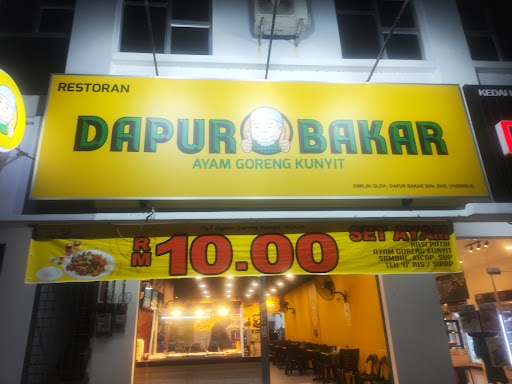 RESTORAN
DAPUR BAKAR
AYAM GORENG KUNYIT
DIMILIKI OLEH : DAPUR BAKAR SDN. BHD.
KEDAI
RM 10.00
SET AYAM
NASI PUTIH
AYAM GORENG KUNYIT
SAMBAL, KICAP, SUP
TEH 'O' AIS / SIRAP